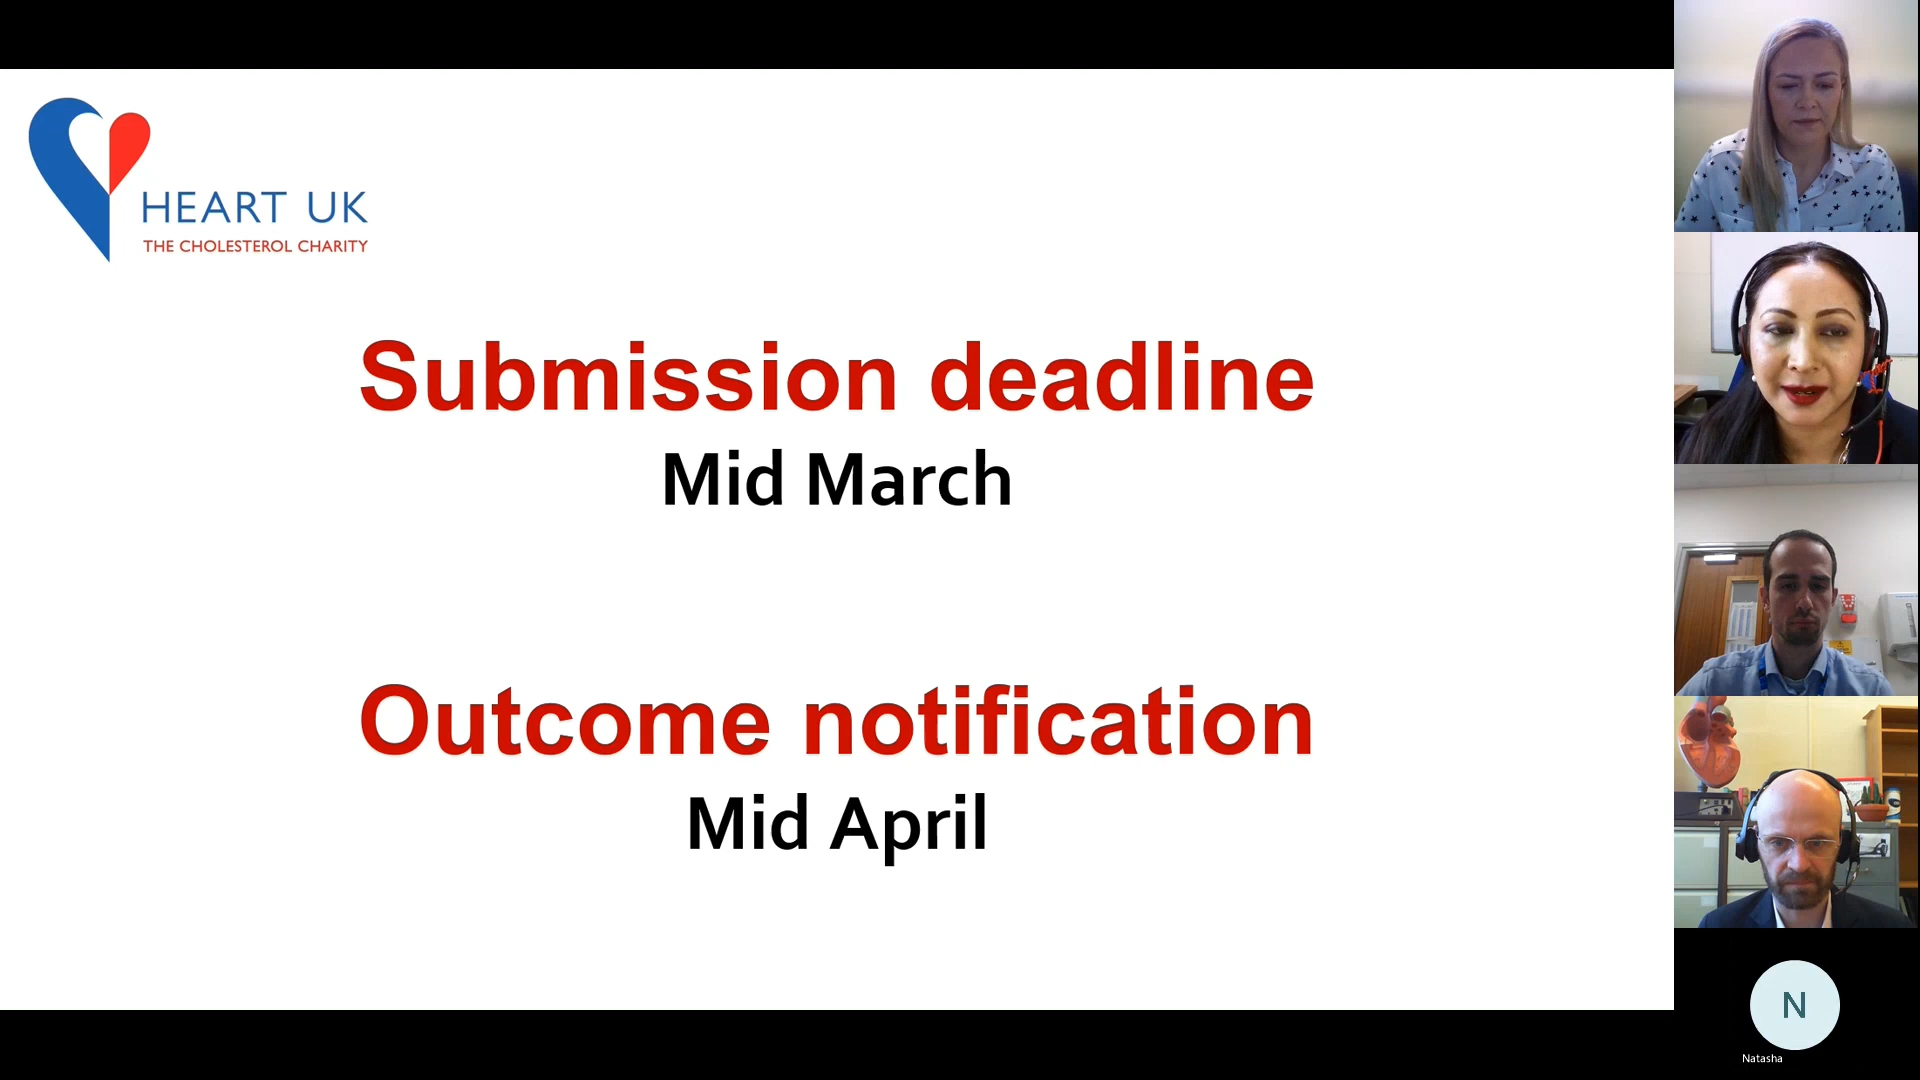 HEART UK
THE CHOLESTEROL CHARITY
Submission deadline
Mid March
Outcome notification
Mid April
N
Natasha